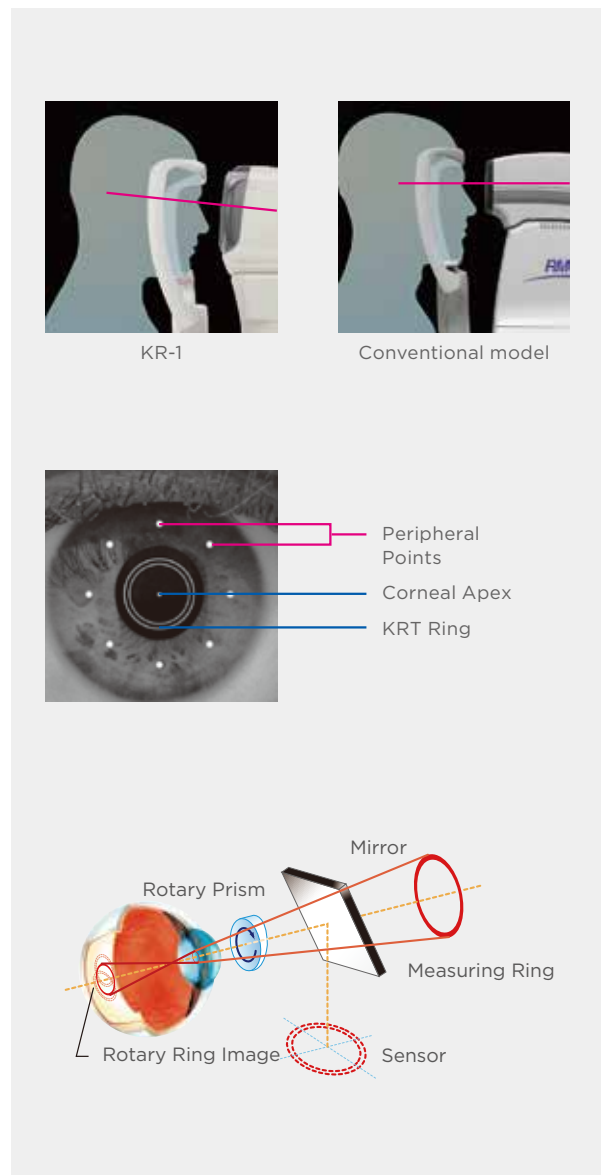 RM
KR-1
Conventional model
Peripheral
Points
Corneal Apex
KRT Ring
Mirror
Rotary Prism
Measuring Ring
Rotary Ring Image
Sensor